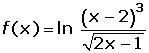 f(x) = ln (x−2)³ / √(2x−1)